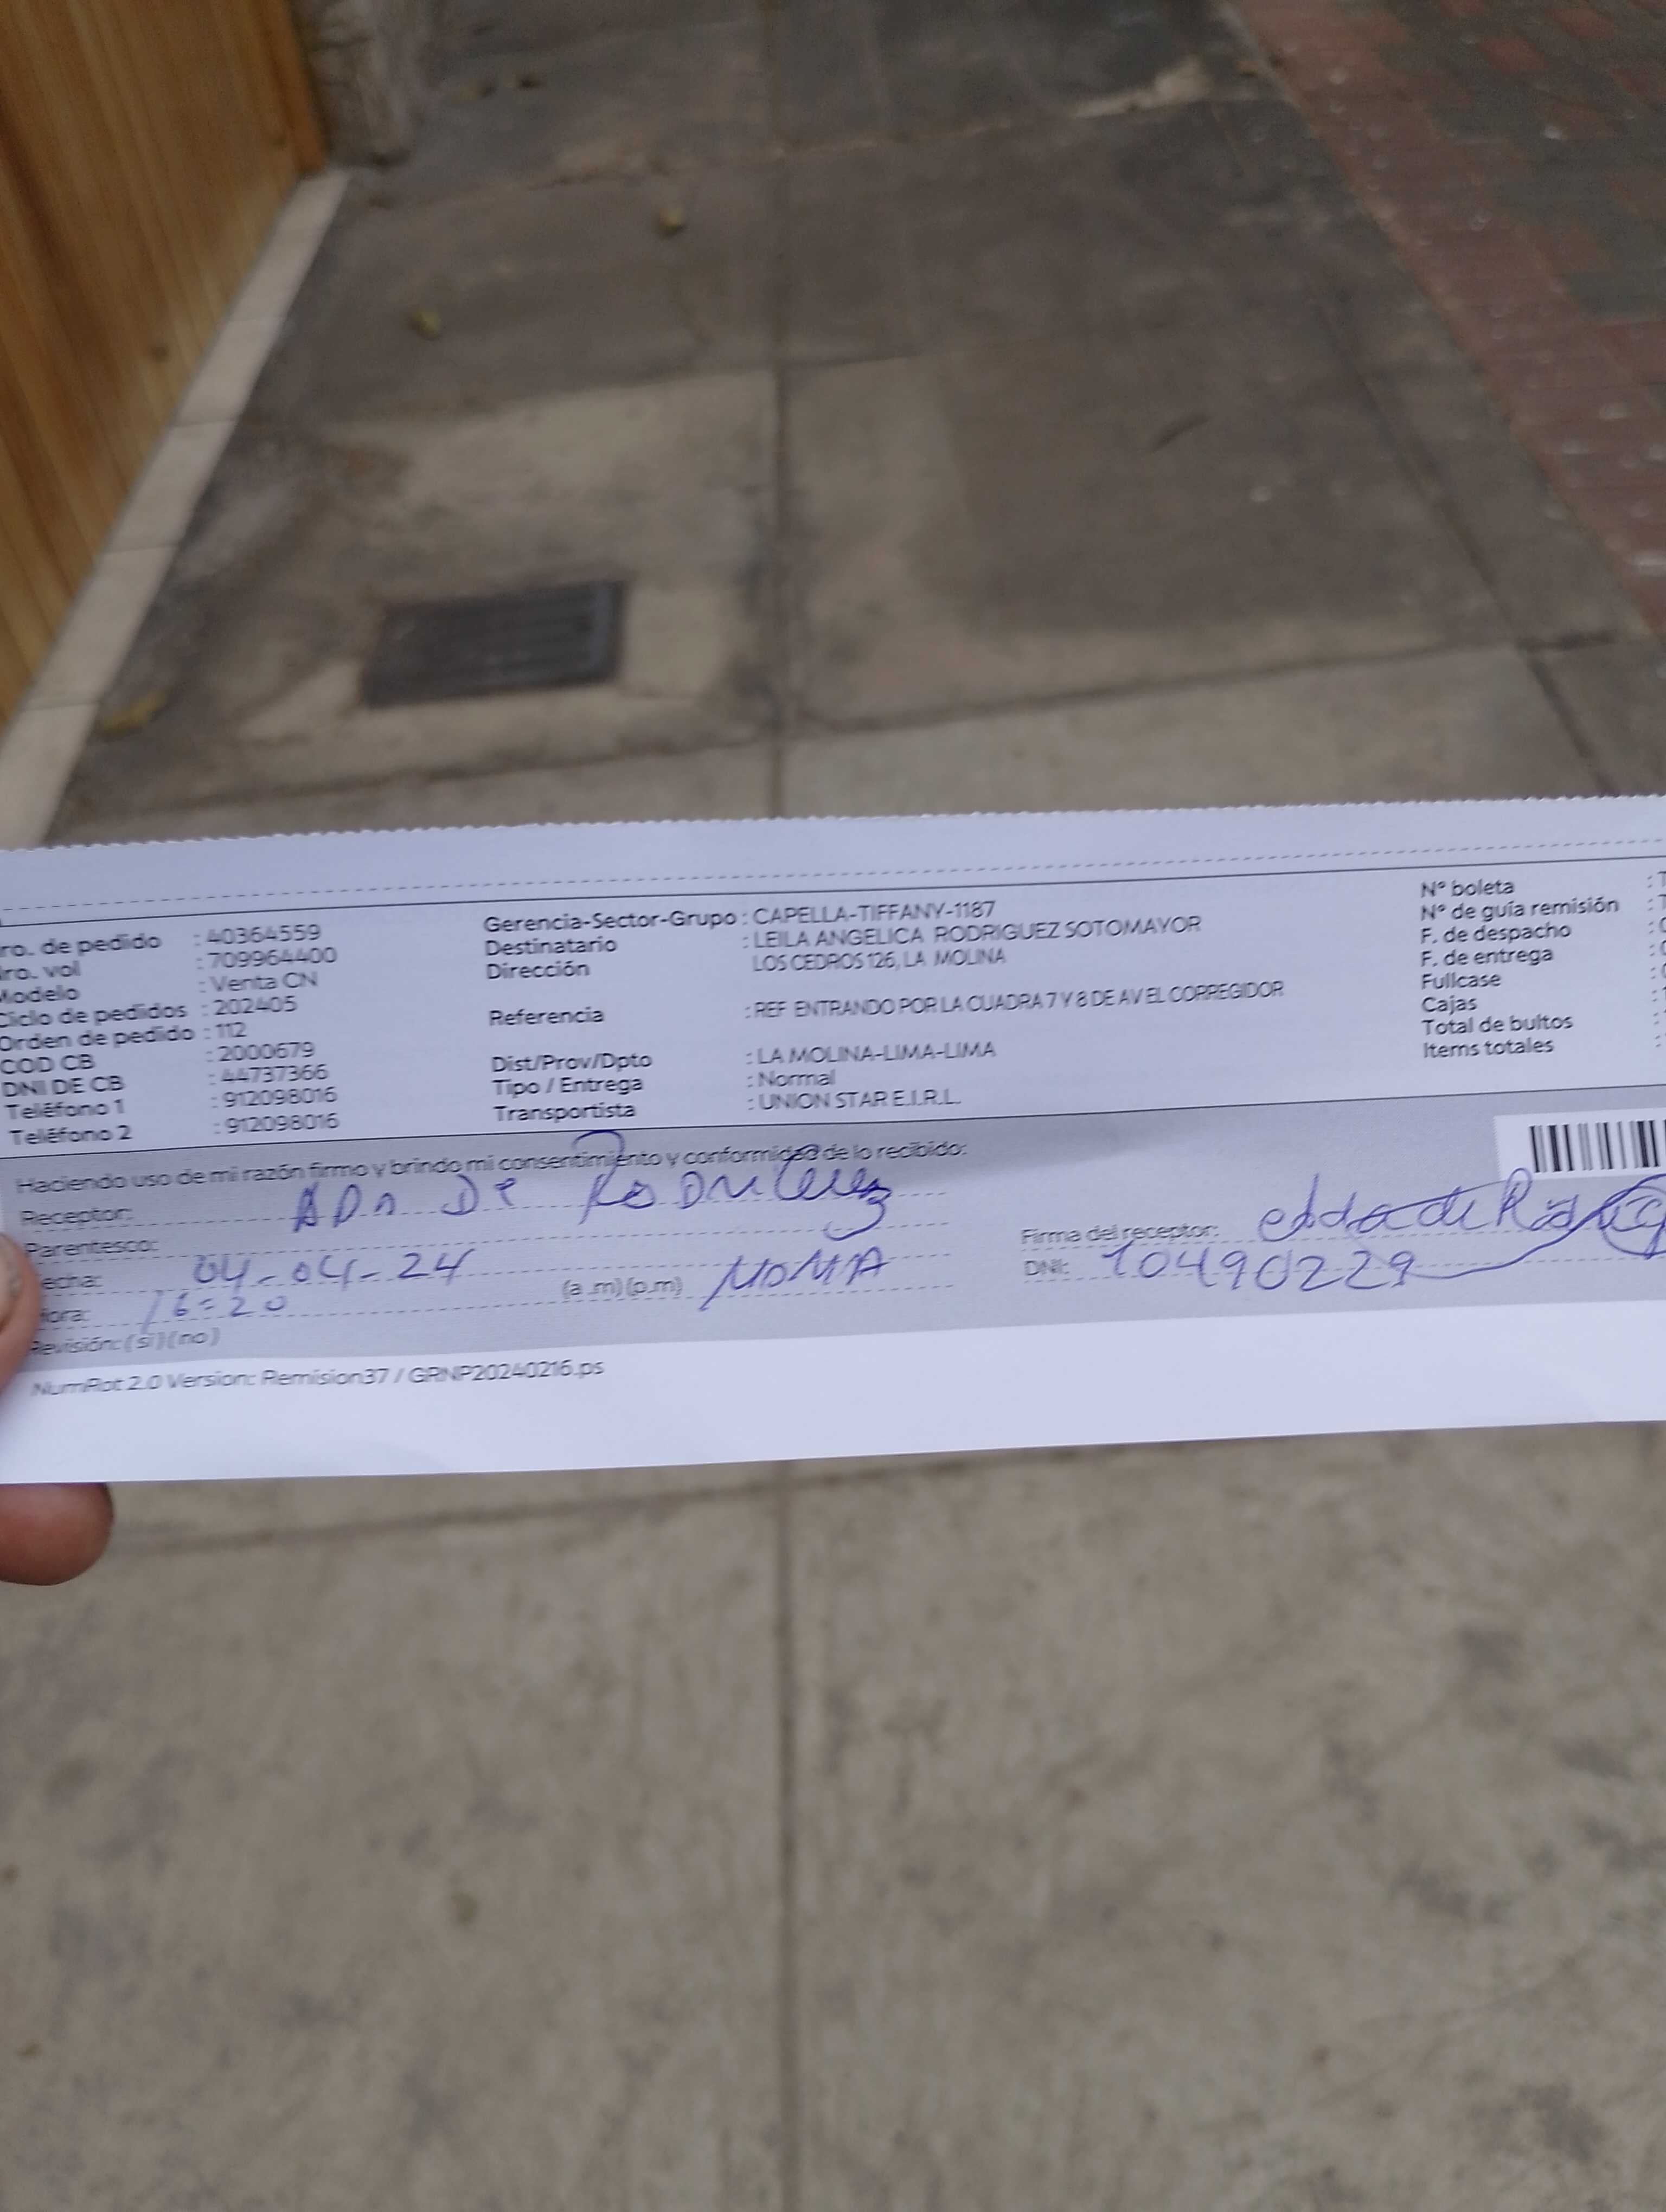 ro. de pedido : 40364559
ro. vol : 709964400
Modelo : Venta CN
Ciclo de pedidos : 202405
Orden de pedido : 112
COD CB : 2000679
DNI DE CB : 44737366
Teléfono 1 : 912098016
Teléfono 2 : 912098016
Gerencia-Sector-Grupo : CAPELLA-TIFFANY-1187
Destinatario : LEILA ANGELICA RODRIGUEZ SOTOMAYOR
Dirección LOS CEDROS 126, LA MOLINA
Referencia : REF ENTRANDO POR LA CUADRA 7 Y 8 DE AV EL CORREGIDOR
Dist/Prov/Dpto : LA MOLINA-LIMA-LIMA
Tipo / Entrega : Normal
Transportista : UNION STAR E.I.R.L.
N° boleta :
N° de guía remisión :
F. de despacho :
F. de entrega :
Fullcase :
Cajas :
Total de bultos :
Items totales :
Haciendo uso de mi razón firmo y brindo mi consentimiento y conformidad de lo recibido:
Receptor: De Rodriguez
Parentesco:
echa: 04-04-24
ora: 16=20 (a.m)(p.m)
Revisión: (si) (no)
Firma del receptor:
DNI: 10490229
NumRot 2.0 Version: Remision37 / GRNP20240216.ps